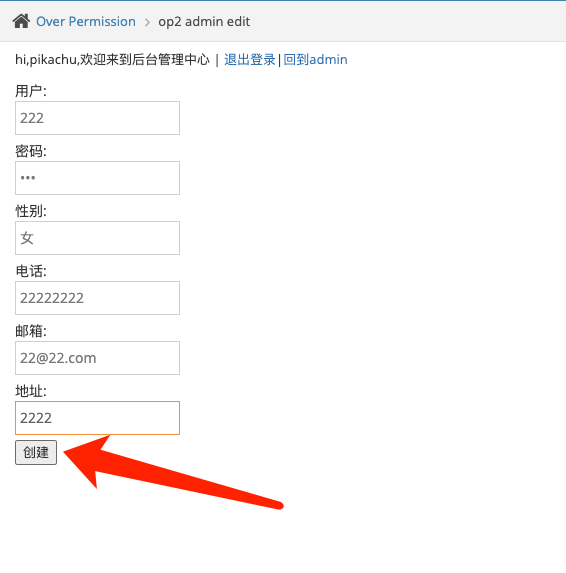 Over Permission > op2 admin edit
hi,pikachu,欢迎来到后台管理中心 | 退出登录|回到admin
用户:
222
密码:
•••
性别:
女
电话:
22222222
邮箱:
22@22.com
地址:
2222
创建